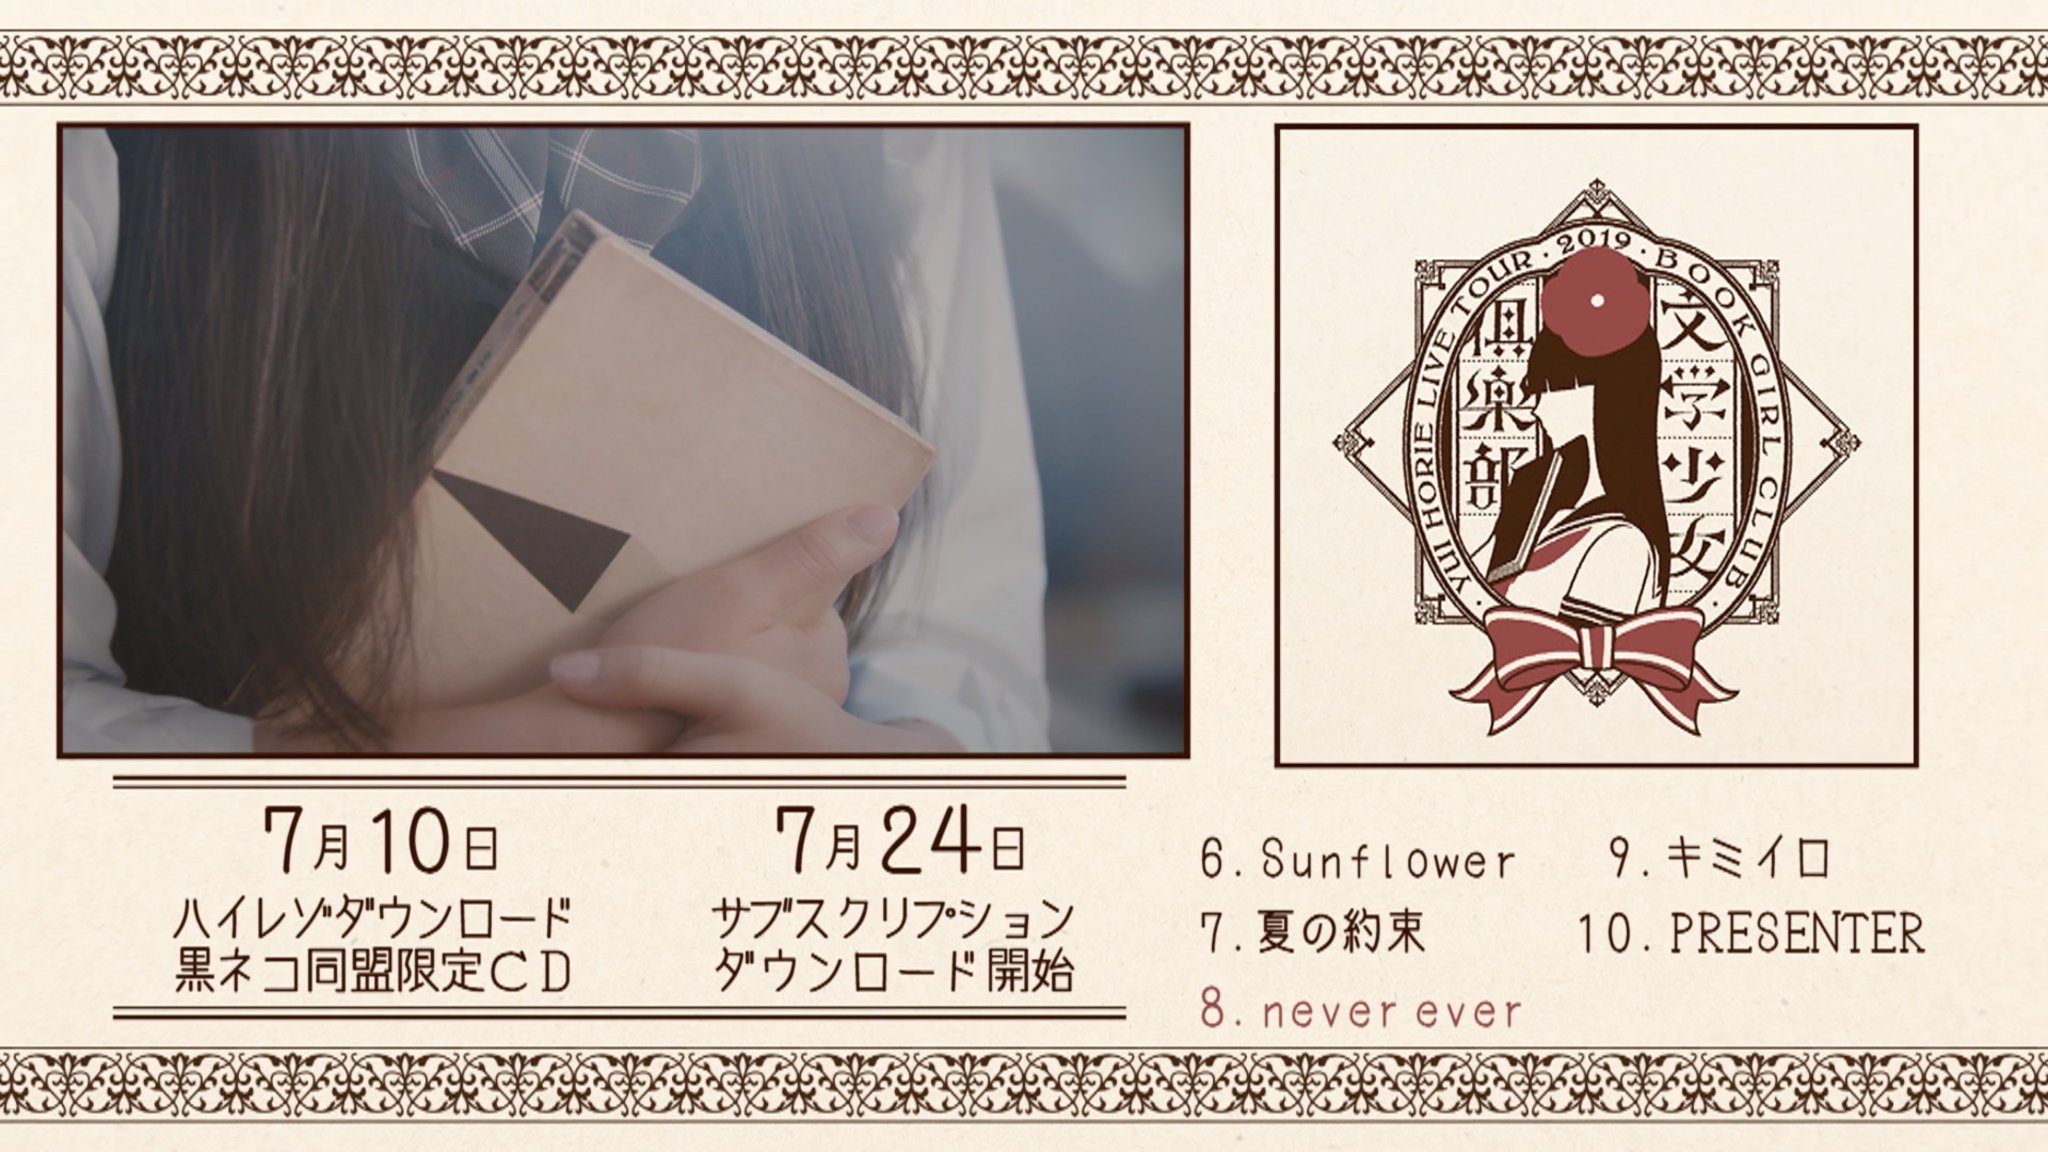 7月10日
ハイレゾダウンロード
黒ネコ同盟限定CD
7月24日
サブスクリプション
ダウンロード開始
YUI HORIE LIVE TOUR・2019・BOOK GIRL CLUB
文学少女
倶楽部
6. Sunflower
7. 夏の約束
8. never ever
9. キミイロ
10. PRESENTER